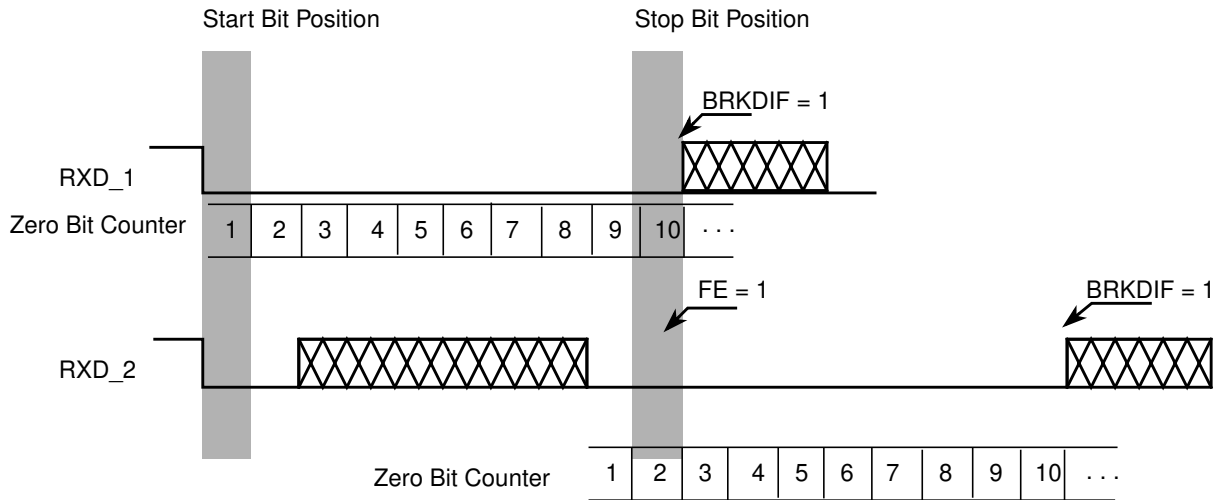 Start Bit Position
Stop Bit Position
BRKDIF = 1
RXD_1
Zero Bit Counter
1 2 3 4 5 6 7 8 9 10 . . .
FE = 1
BRKDIF = 1
RXD_2
Zero Bit Counter
1 2 3 4 5 6 7 8 9 10 . . .